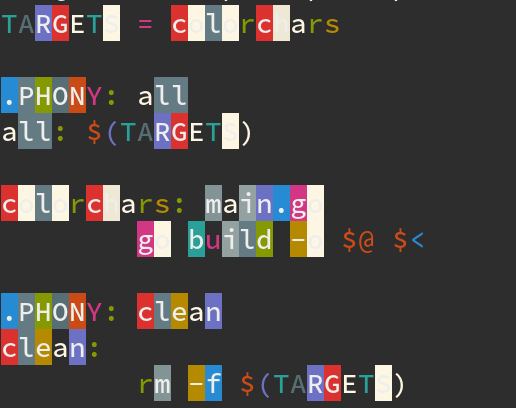 TARGETS = colorchars

.PHONY: all
all: $(TARGETS)

colorchars: main.go
	go build -o $@ $<

.PHONY: clean
clean:
	rm -f $(TARGETS)